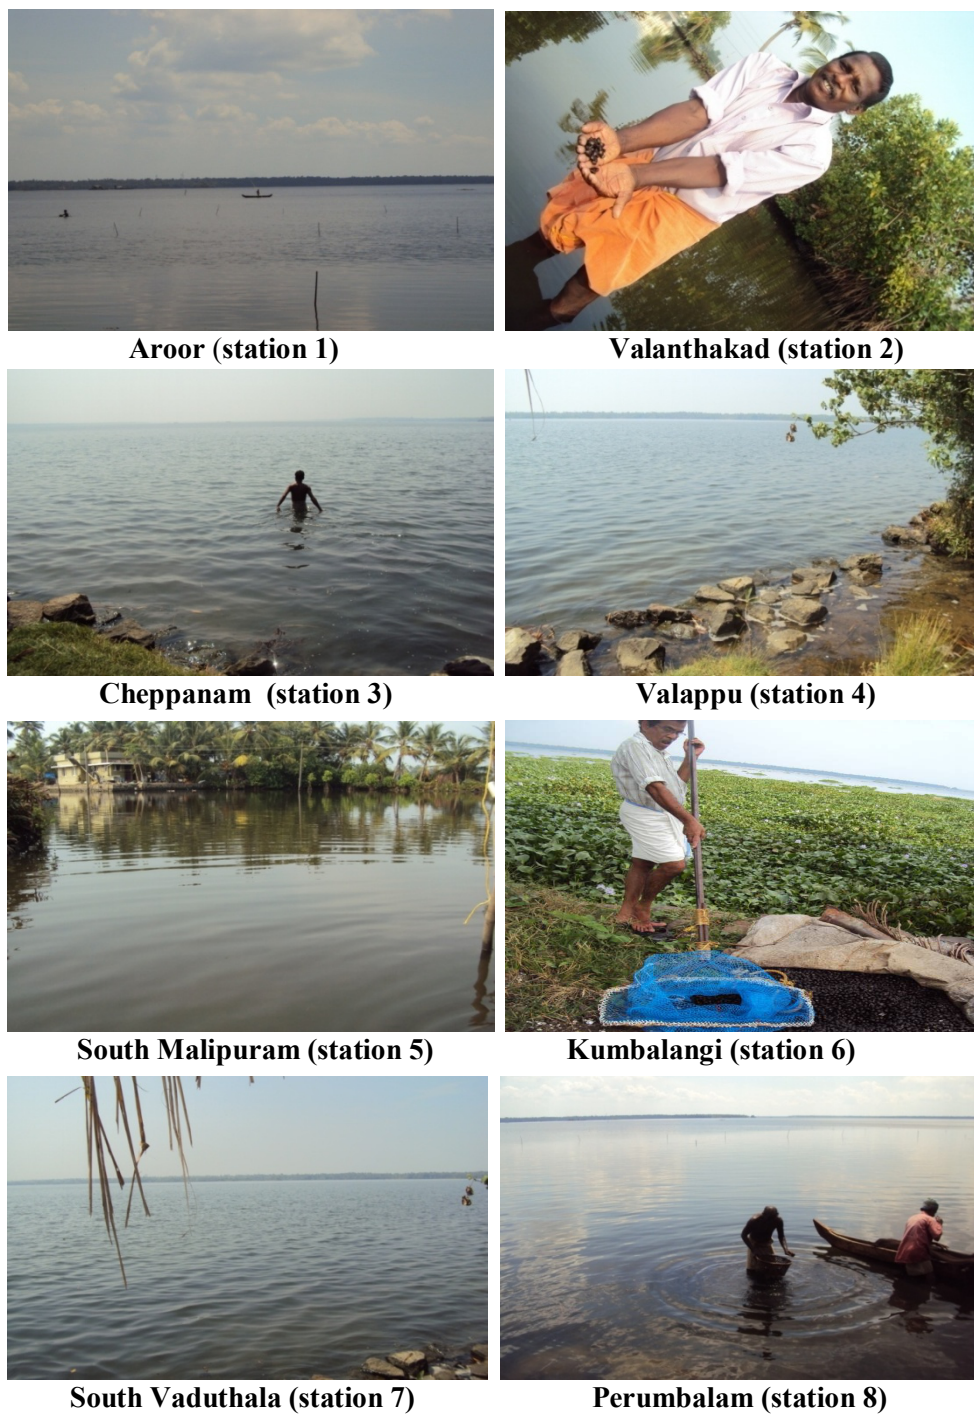 Aroor (station 1)
Valanthakad (station 2)
Cheppanam  (station 3)
Valappu (station 4)
South Malipuram (station 5)
Kumbalangi (station 6)
South Vaduthala (station 7)
Perumbalam (station 8)